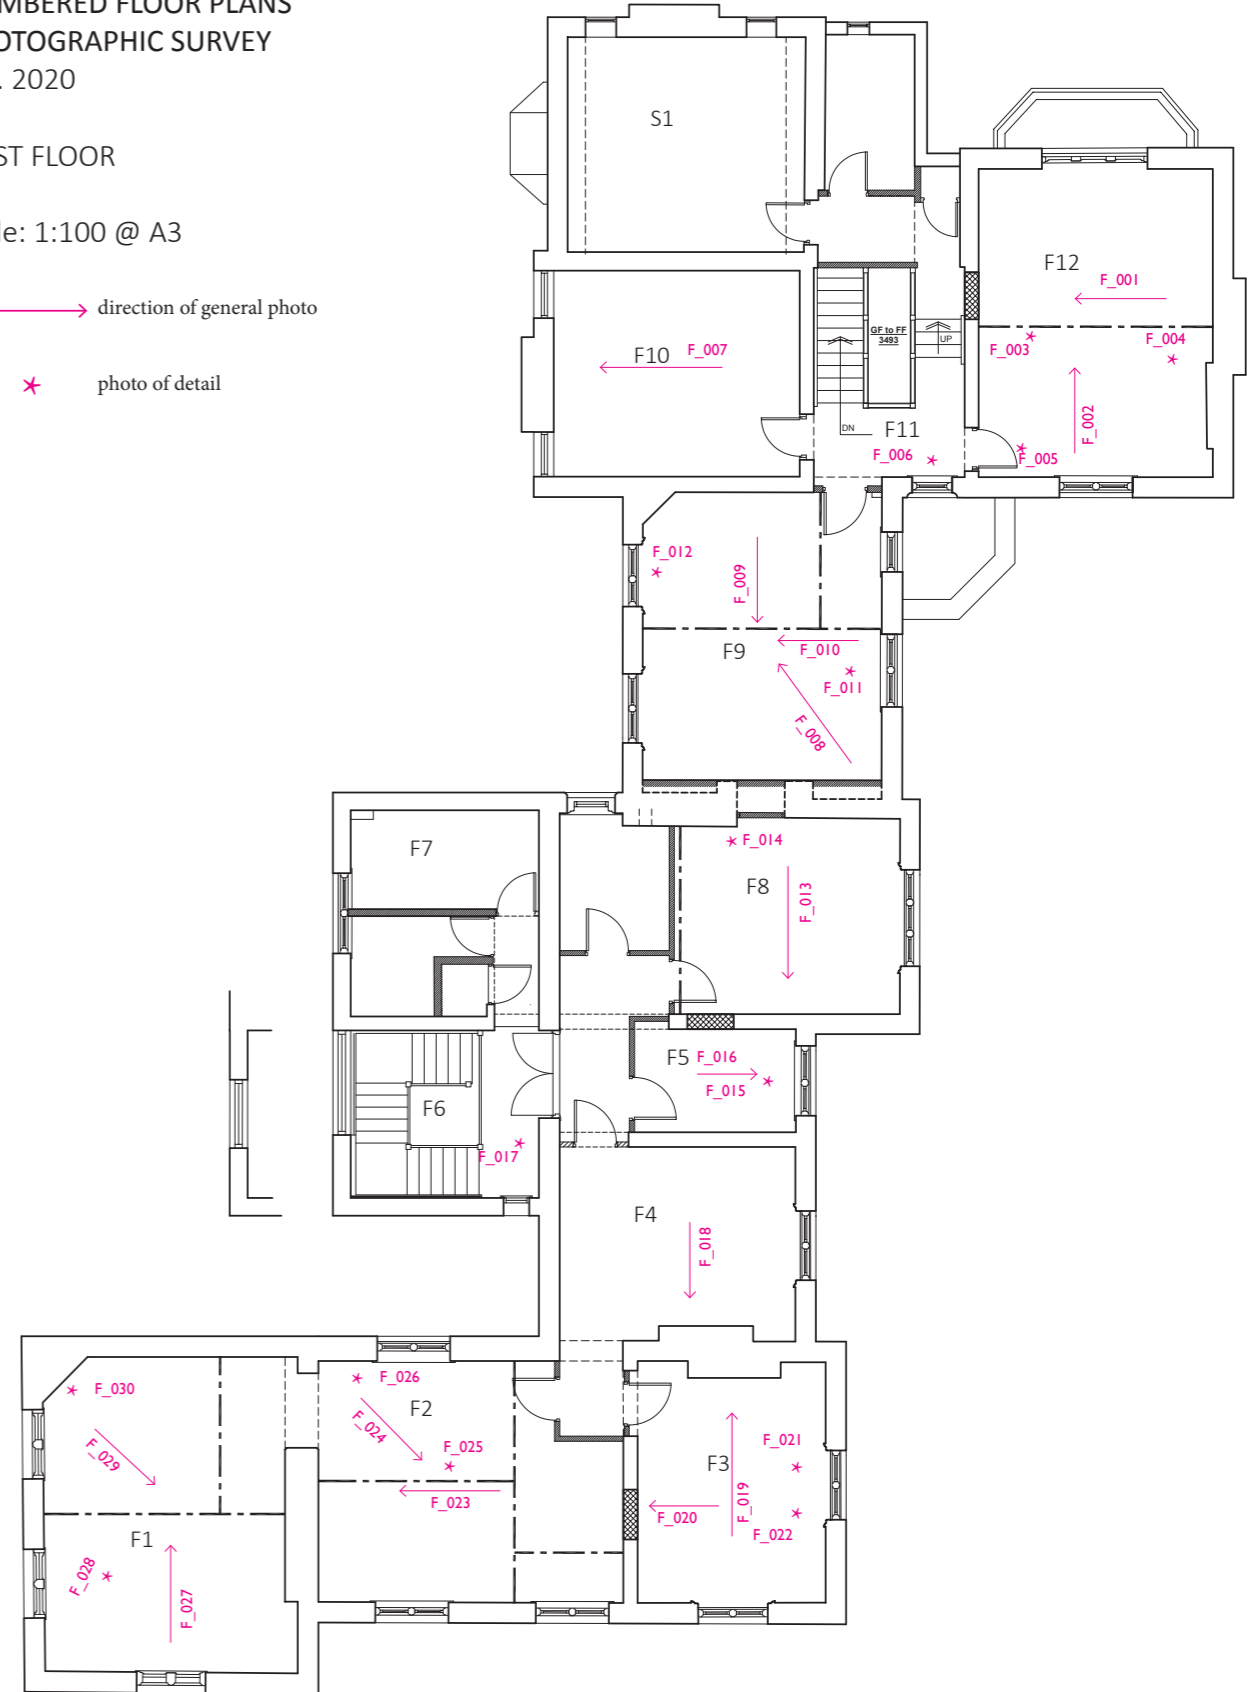 MBERED FLOOR PLANS
OTOGRAPHIC SURVEY
. 2020
ST FLOOR
le: 1:100 @ A3
direction of general photo
photo of detail
S1
F12
F_001
F_003
F_004
F_002
F_005
F10
F_007
GF to FF
3493
UP
DN
F11
F_006
F_012
F_009
F9
F_010
F_011
F_008
F7
F_014
F8
F_013
F5
F_016
F_015
F6
F_017
F4
F_018
F_030
F_029
F_026
F2
F_024
F_025
F_023
F3
F_021
F_019
F_020
F_022
F1
F_028
F_027